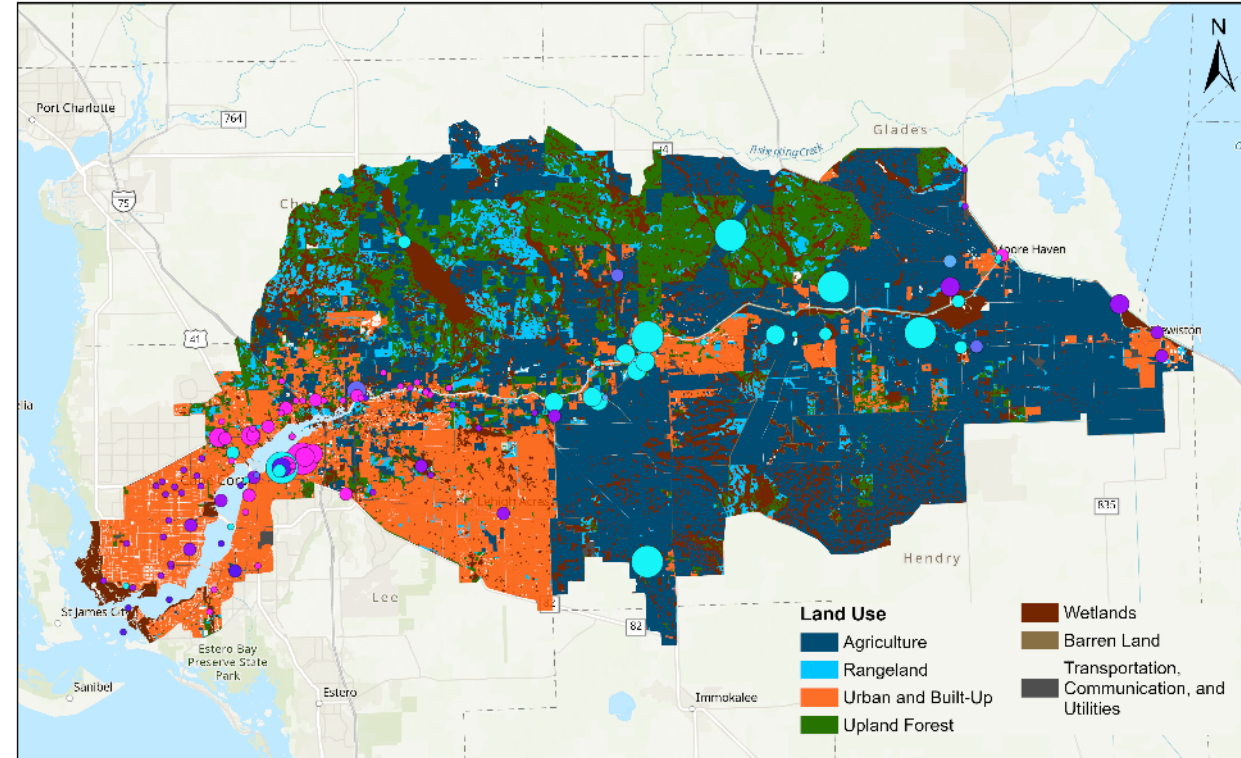 N
Port Charlotte
764
Glades
Fisheating Creek
75
Moore Haven
41
Lehigh Acres
835
Hendry
Lee
St James City
82
Estero Bay
Preserve State
Park
Sanibel
Estero
Immokalee
Land Use
Agriculture
Rangeland
Urban and Built-Up
Upland Forest
Wetlands
Barren Land
Transportation,
Communication, and
Utilities